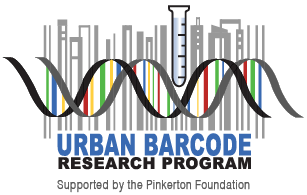 URBAN BARCODE
RESEARCH PROGRAM
Supported by the Pinkerton Foundation